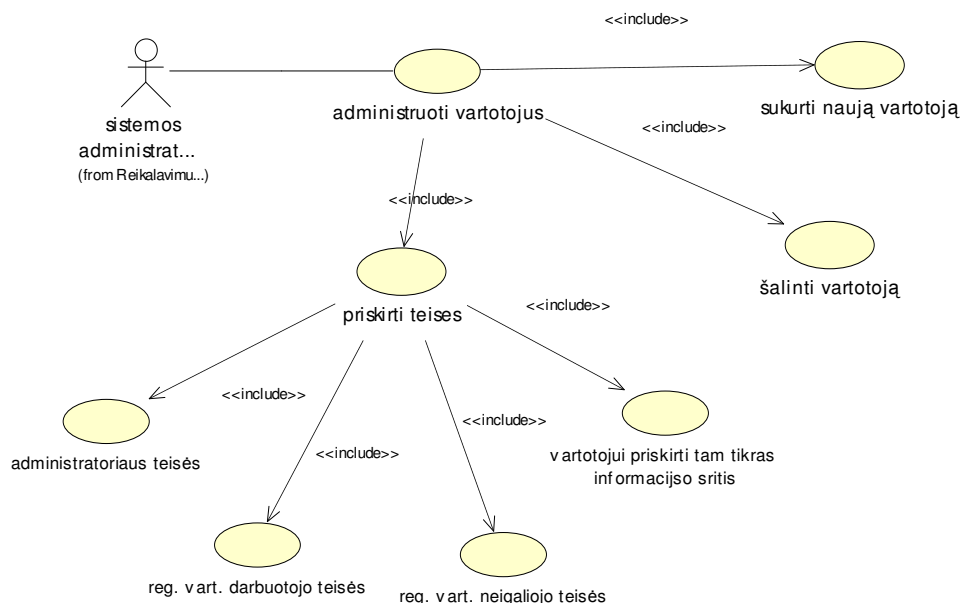 <<include>>
sistemos
administrat...
(from Reikalavimu...)
administruoti vartotojus
sukurti naują vartotoją
<<include>>
<<include>>
šalinti vartotoją
priskirti teises
<<include>>
<<include>>
<<include>>
<<include>>
administratoriaus teisės
vartotojui priskirti tam tikras
informacijso sritis
reg. vart. darbuotojo teisės
reg. vart. neigaliojo teisės